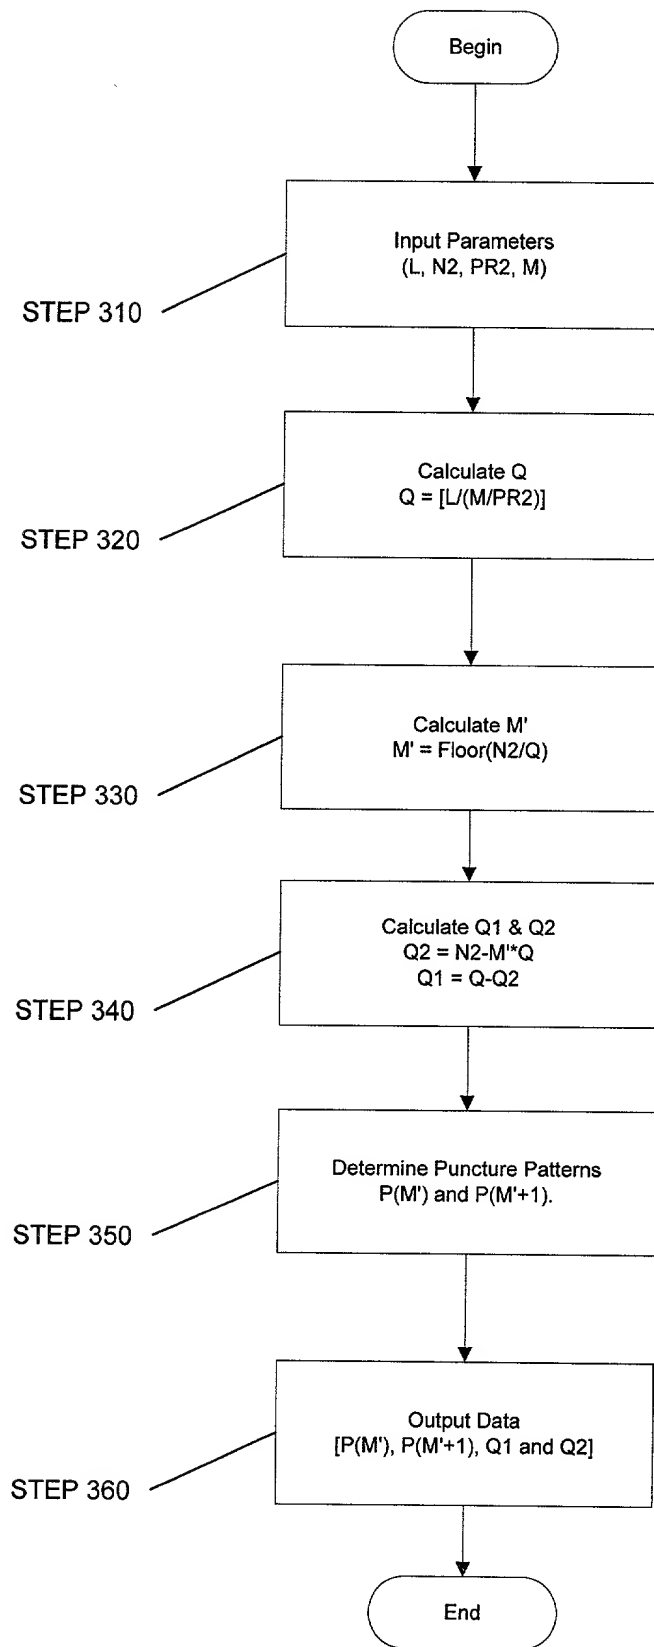 Begin
Input Parameters
(L, N2, PR2, M)
STEP 310
Calculate Q
Q = [L/(M/PR2)]
STEP 320
Calculate M'
M' = Floor(N2/Q)
STEP 330
Calculate Q1 & Q2
Q2 = N2-M'*Q
Q1 = Q-Q2
STEP 340
Determine Puncture Patterns
P(M') and P(M'+1).
STEP 350
Output Data
[P(M'), P(M'+1), Q1 and Q2]
STEP 360
End